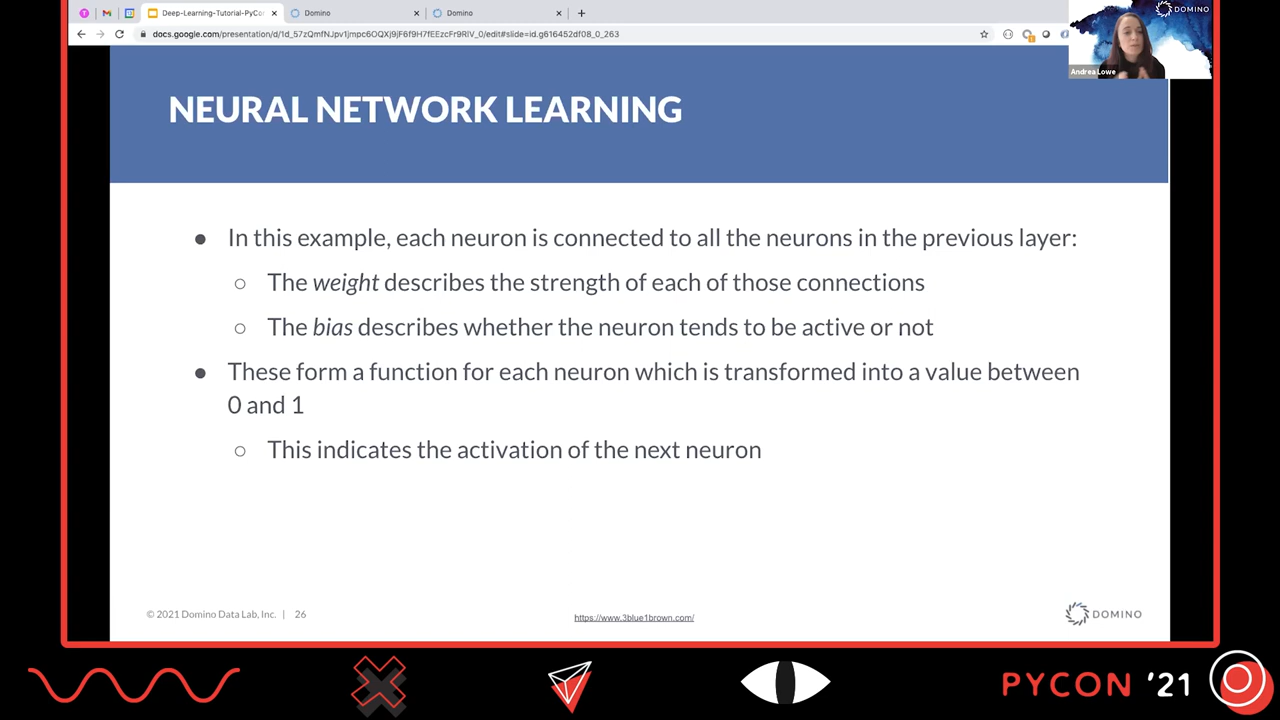 Deep-Learning-Tutorial-PyCor
Domino
Domino
docs.google.com/presentation/d/1d_57zQmfNJpv1jmpc6OQXj9jF6f9H7fEEzcFr9RlV_0/edit#slide=id.g616452df08_0_263
DOMINO
Andrea Lowe
NEURAL NETWORK LEARNING
● In this example, each neuron is connected to all the neurons in the previous layer:
○ The weight describes the strength of each of those connections
○ The bias describes whether the neuron tends to be active or not
● These form a function for each neuron which is transformed into a value between
0 and 1
○ This indicates the activation of the next neuron
© 2021 Domino Data Lab, Inc. | 26
https://www.3blue1brown.com/
DOMINO
PYCON '21